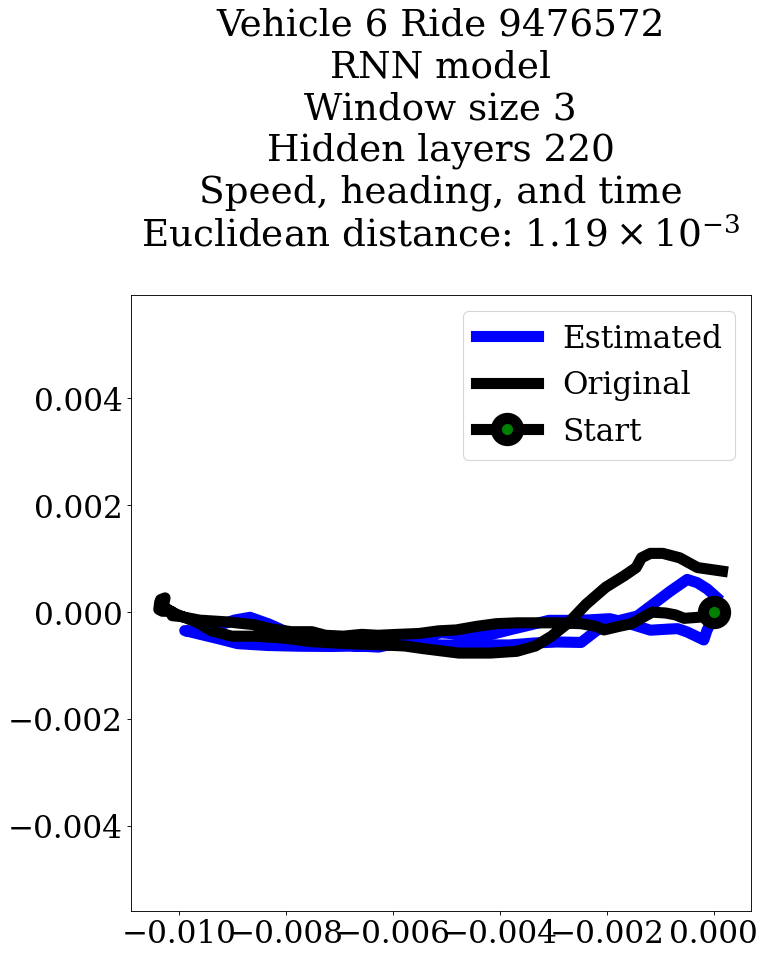 Vehicle 6 Ride 9476572
RNN model
Window size 3
Hidden layers 220
Speed, heading, and time
Euclidean distance: 1.19 × 10⁻³
Estimated
Original
Start
0.004
0.002
0.000
−0.002
−0.004
−0.010 −0.008 −0.006 −0.004 −0.002 0.000